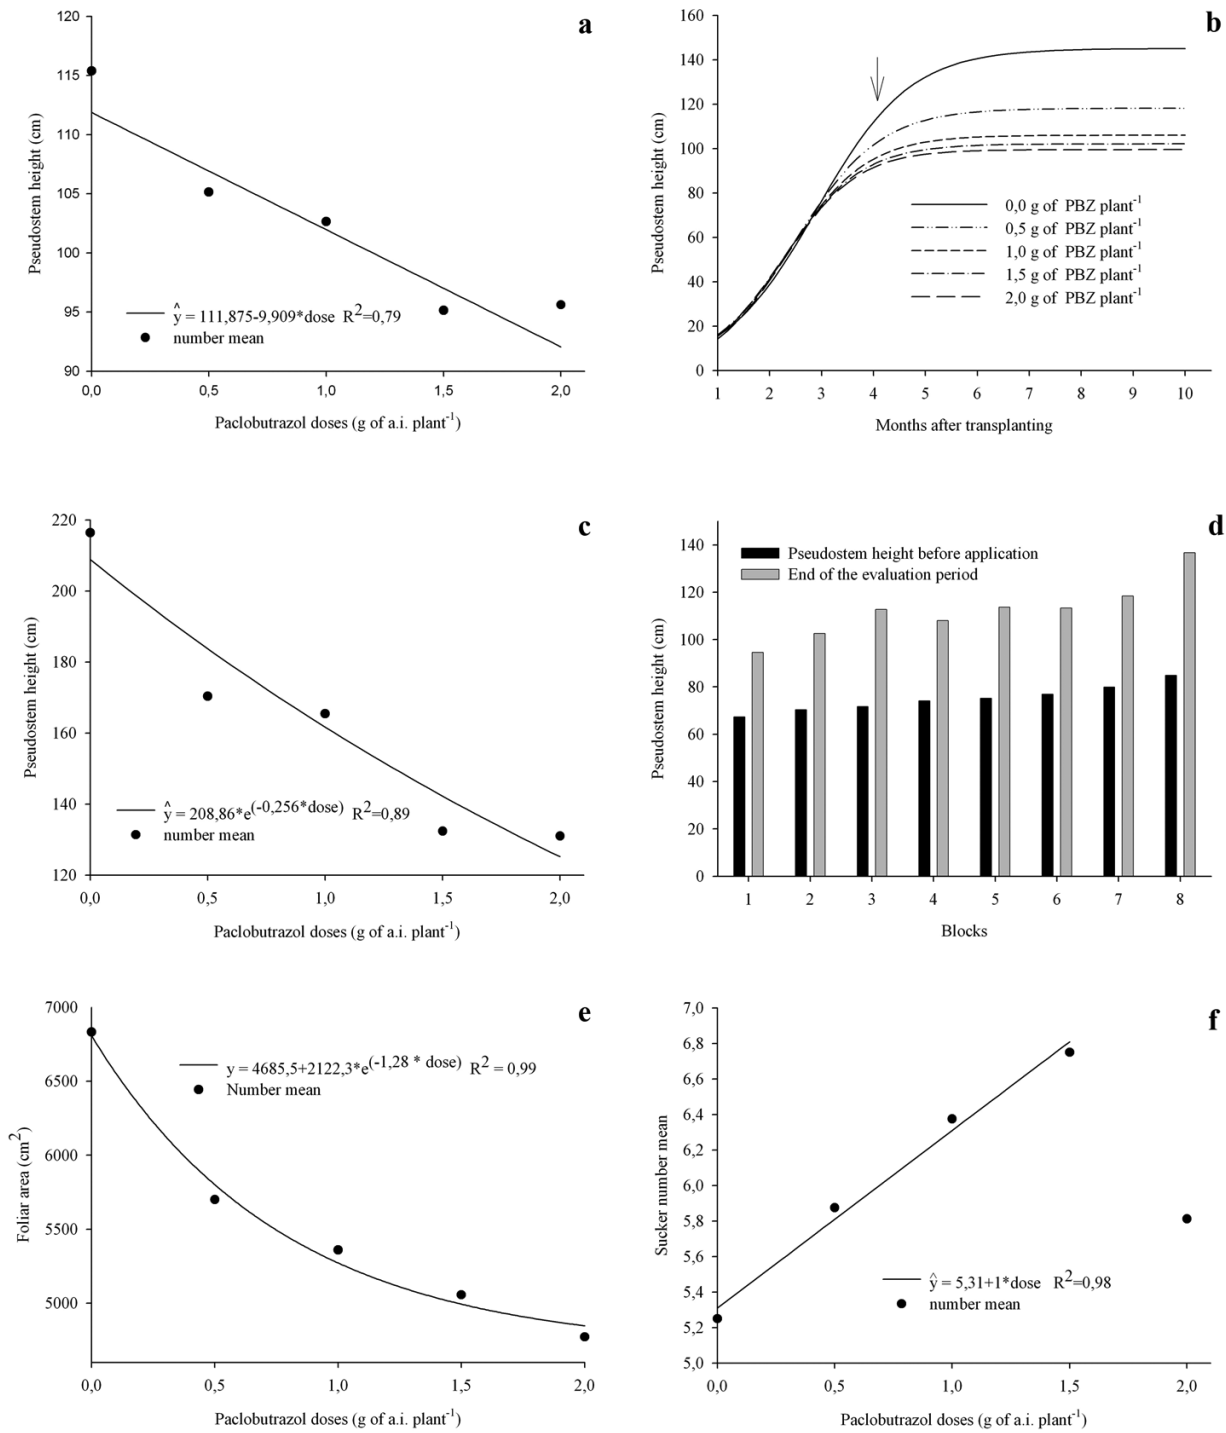 a
120
115
110
105
100
95
90
Pseudostem height (cm)
ŷ = 111,875-9,909*dose R²=0,79
number mean
0,0 0,5 1,0 1,5 2,0
Paclobutrazol doses (g of a.i. plant⁻¹)
b
160
140
120
100
80
60
40
20
0
Pseudostem height (cm)
0,0 g of PBZ plant⁻¹
0,5 g of PBZ plant⁻¹
1,0 g of PBZ plant⁻¹
1,5 g of PBZ plant⁻¹
2,0 g of PBZ plant⁻¹
1 2 3 4 5 6 7 8 9 10
Months after transplanting
c
220
200
180
160
140
120
Pseudostem height (cm)
ŷ = 208,86*e(-0,256*dose) R²=0,89
number mean
0,0 0,5 1,0 1,5 2,0
Paclobutrazol doses (g of a.i. plant⁻¹)
d
140
120
100
80
60
40
20
0
Pseudostem height (cm)
Pseudostem height before application
End of the evaluation period
1 2 3 4 5 6 7 8
Blocks
e
7000
6500
6000
5500
5000
Foliar area (cm²)
y = 4685,5+2122,3*e(-1,28 * dose) R² = 0,99
Number mean
0,0 0,5 1,0 1,5 2,0
Paclobutrazol doses (g of a.i. plant⁻¹)
f
7,0
6,8
6,6
6,4
6,2
6,0
5,8
5,6
5,4
5,2
5,0
Sucker number mean
ŷ = 5,31+1*dose R²=0,98
number mean
0,0 0,5 1,0 1,5 2,0
Paclobutrazol doses (g of a.i. plant⁻¹)